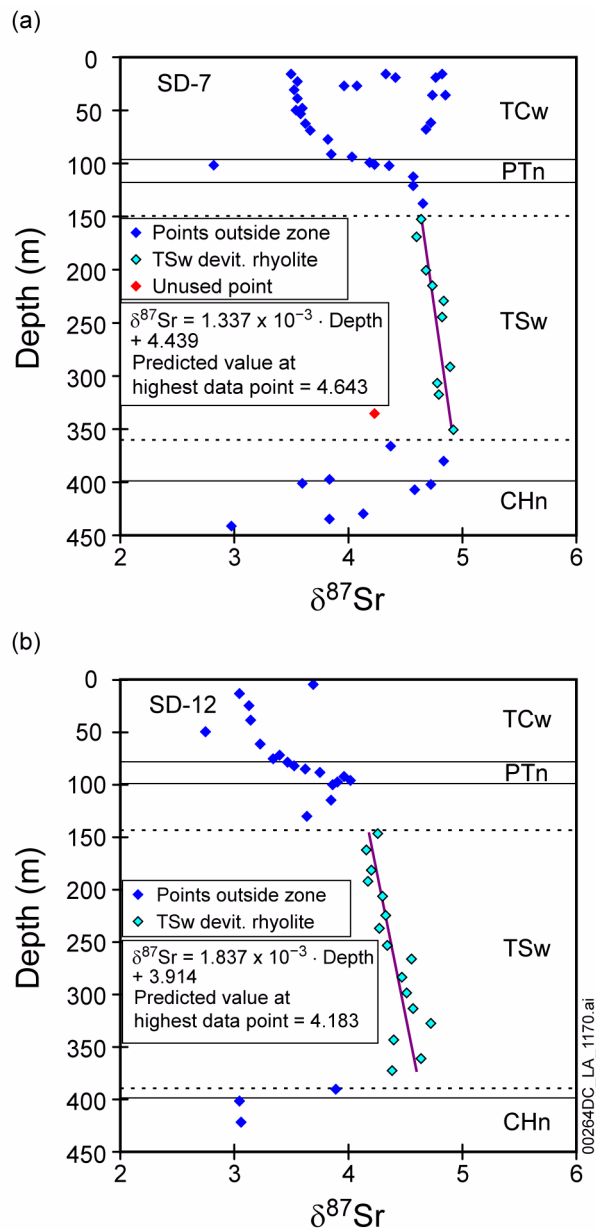 (a)
0
50
100
150
200
250
300
350
400
450
Depth (m)
SD-7
TCw
PTn
TSw
CHn
Points outside zone
TSw devit. rhyolite
Unused point
δ⁸⁷Sr = 1.337 x 10⁻³ · Depth
+ 4.439
Predicted value at
highest data point = 4.643
2 3 4 5 6
δ⁸⁷Sr
(b)
0
50
100
150
200
250
300
350
400
450
Depth (m)
SD-12
TCw
PTn
TSw
CHn
Points outside zone
TSw devit. rhyolite
δ⁸⁷Sr = 1.837 x 10⁻³ · Depth
+ 3.914
Predicted value at
highest data point = 4.183
2 3 4 5 6
δ⁸⁷Sr
00264DC_LA_1170.ai